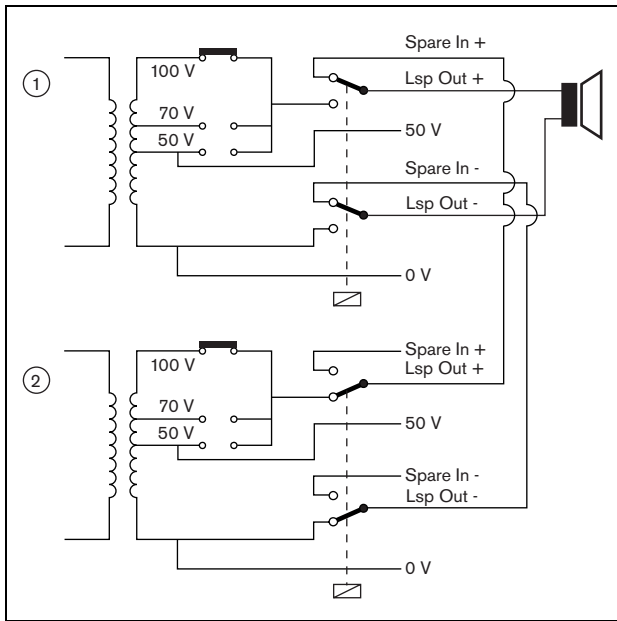 Spare In +
1
100 V
Lsp Out +
70 V
50 V
50 V
Spare In -
Lsp Out -
0 V
Spare In +
100 V
Lsp Out +
2
70 V
50 V
50 V
Spare In -
Lsp Out -
0 V